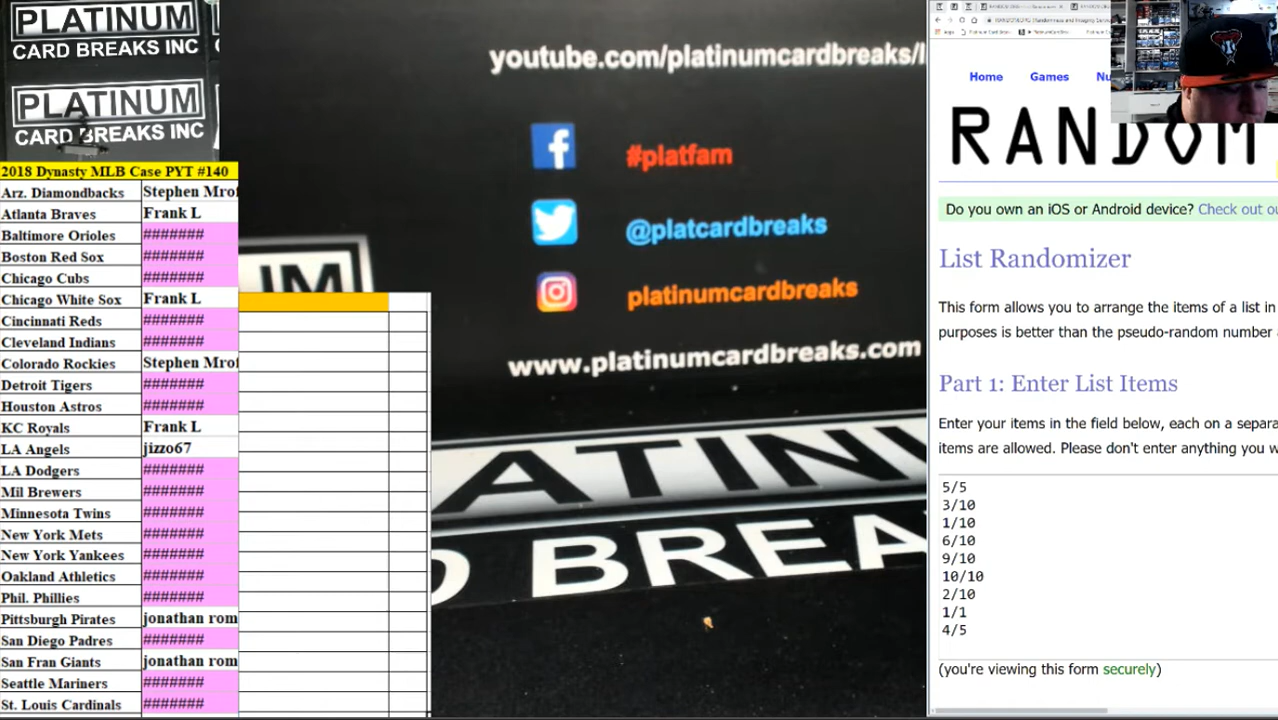 PLATINUM
CARD BREAKS INC
PLATINUM
CARD BREAKS INC
2018 Dynasty MLB Case PYT #140
Arz. Diamondbacks Stephen Mrof
Atlanta Braves Frank L
Baltimore Orioles #######
Boston Red Sox #######
Chicago Cubs #######
Chicago White Sox Frank L
Cincinnati Reds #######
Cleveland Indians #######
Colorado Rockies Stephen Mrof
Detroit Tigers #######
Houston Astros #######
KC Royals Frank L
LA Angels jizzo67
LA Dodgers #######
Mil Brewers #######
Minnesota Twins #######
New York Mets #######
New York Yankees #######
Oakland Athletics #######
Phil. Phillies #######
Pittsburgh Pirates jonathan rom
San Diego Padres #######
San Fran Giants jonathan rom
Seattle Mariners #######
St. Louis Cardinals #######
youtube.com/platinumcardbreaks/l
#platfam
@platcardbreaks
platinumcardbreaks
www.platinumcardbreaks.com
UM
ATINU
D BREA
Home Games Nu
RANDOM
Do you own an iOS or Android device? Check out ou
List Randomizer
This form allows you to arrange the items of a list in
purposes is better than the pseudo-random number
Part 1: Enter List Items
Enter your items in the field below, each on a separa
items are allowed. Please don't enter anything you w
5/5
3/10
1/10
6/10
9/10
10/10
2/10
1/1
4/5
(you're viewing this form securely)